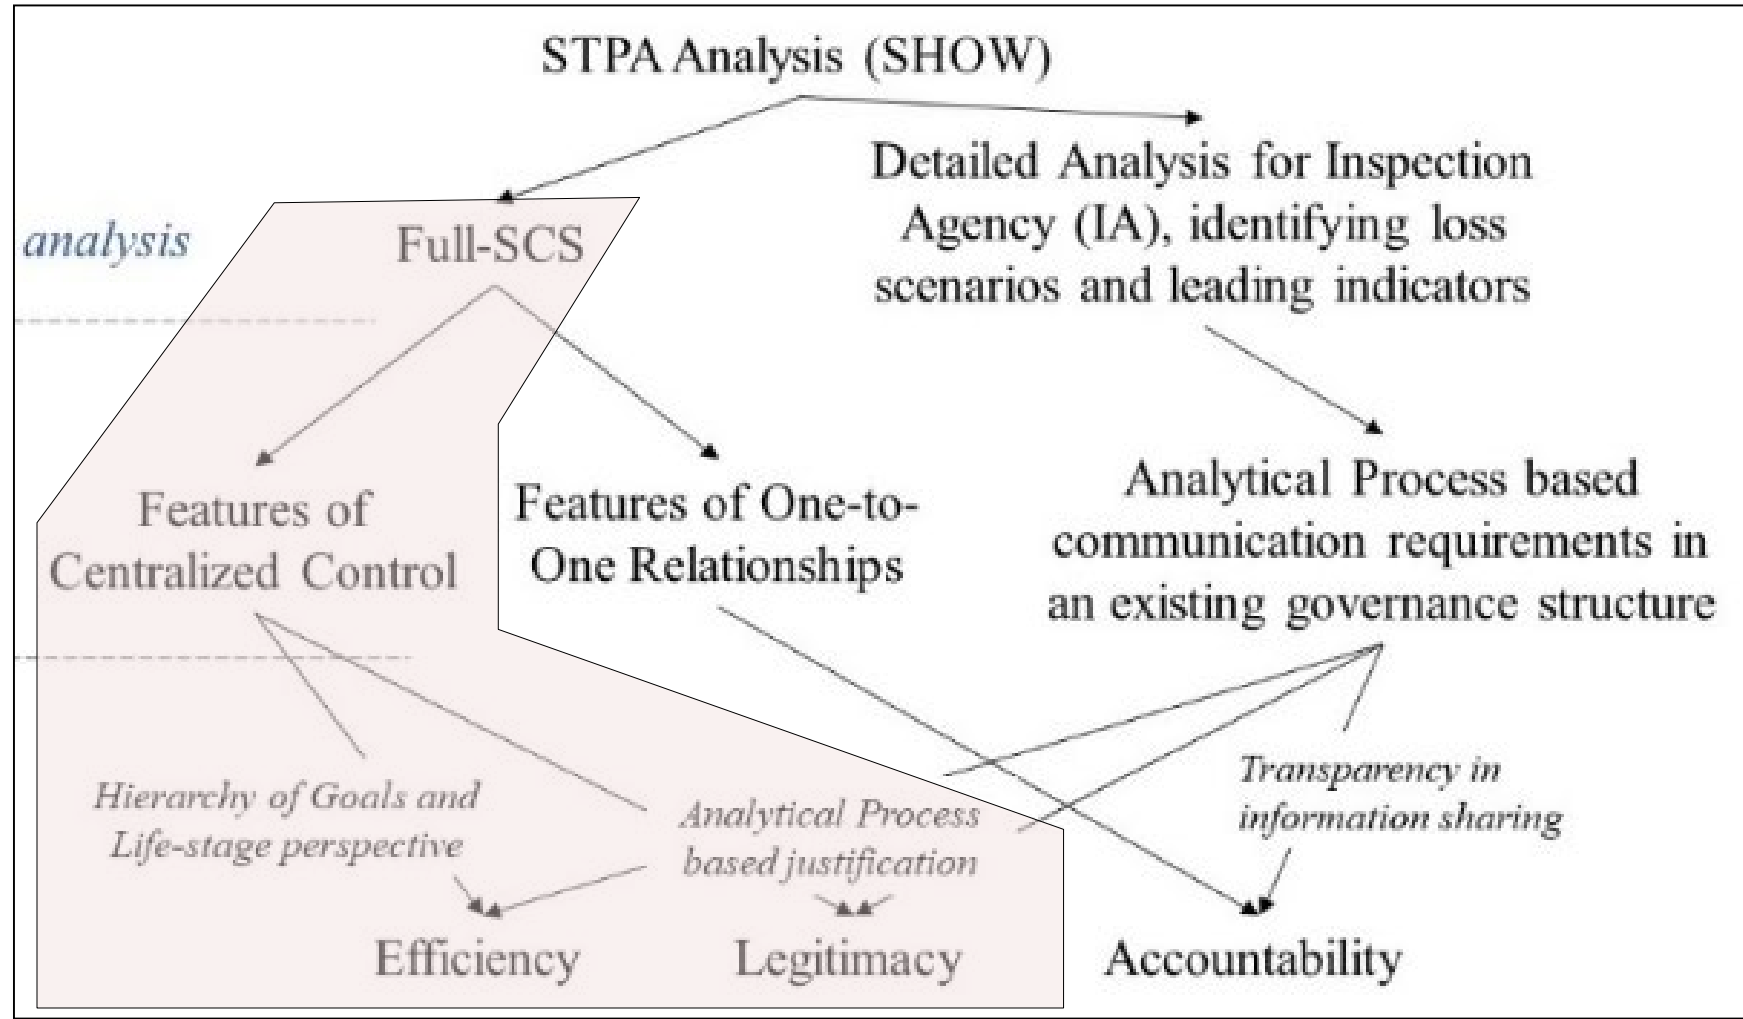 STPA Analysis (SHOW)
Detailed Analysis for Inspection
Agency (IA), identifying loss
scenarios and leading indicators
analysis
Full-SCS
Features of
Centralized Control
Features of One-to-
One Relationships
Analytical Process based
communication requirements in
an existing governance structure
Hierarchy of Goals and
Life-stage perspective
Analytical Process
based justification
Transparency in
information sharing
Efficiency
Legitimacy
Accountability